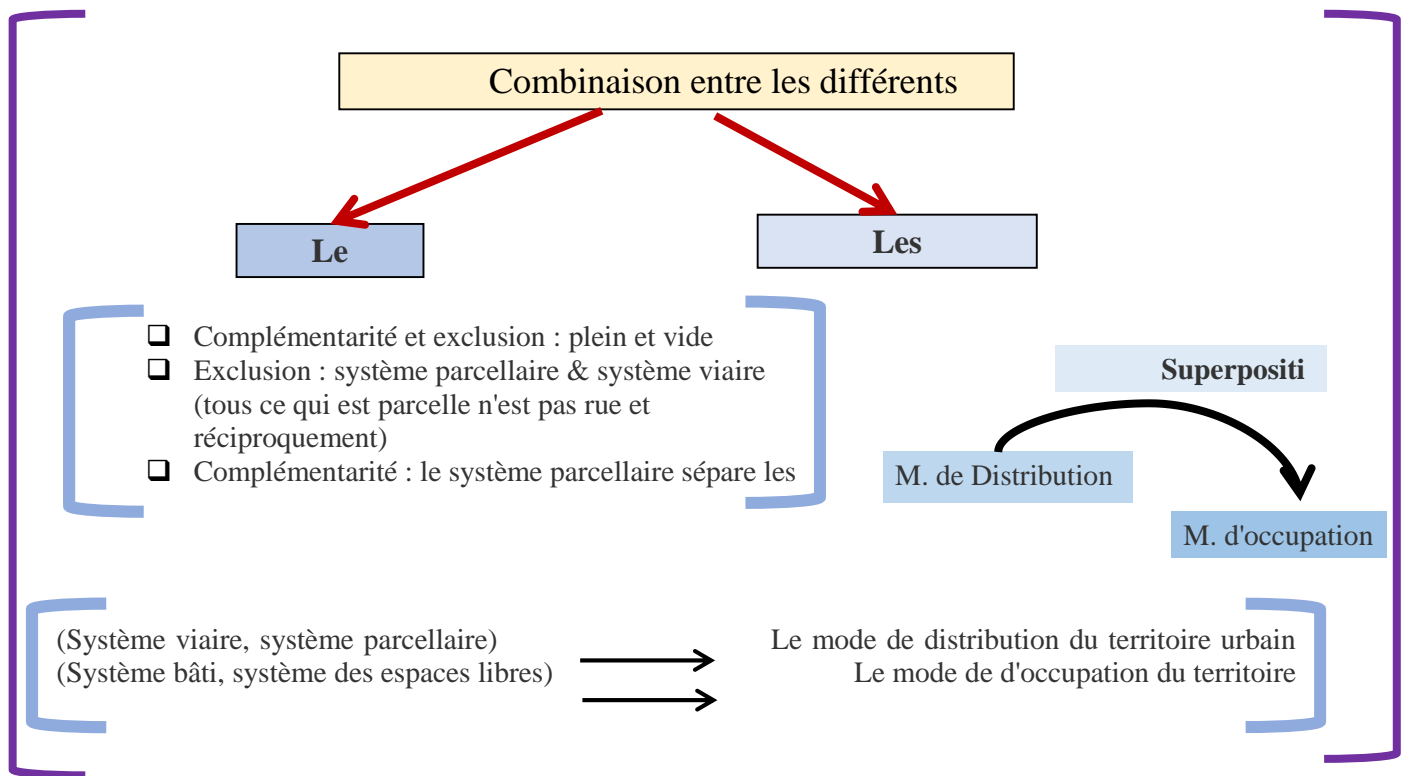 Combinaison entre les différents
Le
Les
❑ Complémentarité et exclusion : plein et vide
❑ Exclusion : système parcellaire & système viaire
(tous ce qui est parcelle n'est pas rue et
réciproquement)
❑ Complémentarité : le système parcellaire sépare les
Superpositi
M. de Distribution
M. d'occupation
(Système viaire, système parcellaire)
(Système bâti, système des espaces libres)
Le mode de distribution du territoire urbain
Le mode de d'occupation du territoire